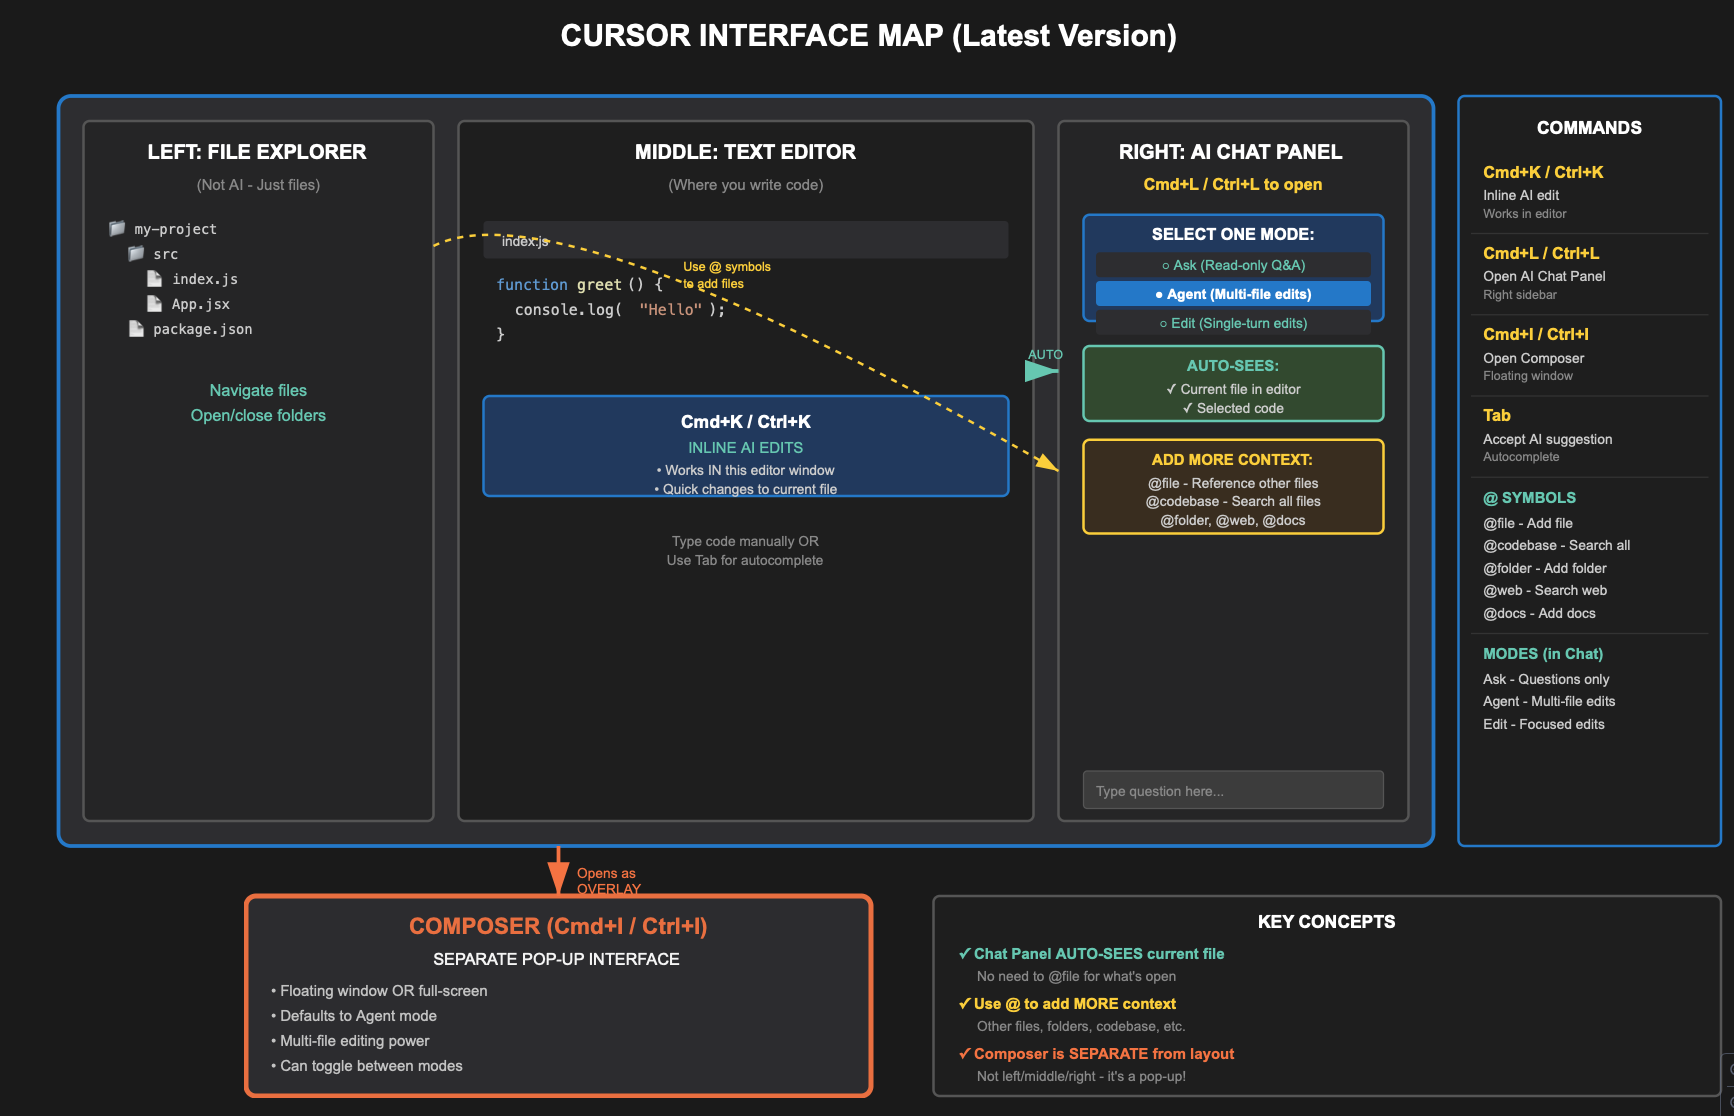 CURSOR INTERFACE MAP (Latest Version)
LEFT: FILE EXPLORER
(Not AI - Just files)
my-project
src
index.js
App.jsx
package.json
Navigate files
Open/close folders
MIDDLE: TEXT EDITOR
(Where you write code)
index.js
Use @ symbols
to add files
function greet () {
console.log( "Hello" );
}
Cmd+K / Ctrl+K
INLINE AI EDITS
• Works IN this editor window
• Quick changes to current file
Type code manually OR
Use Tab for autocomplete
AUTO
RIGHT: AI CHAT PANEL
Cmd+L / Ctrl+L to open
SELECT ONE MODE:
○ Ask (Read-only Q&A)
● Agent (Multi-file edits)
○ Edit (Single-turn edits)
AUTO-SEES:
✓ Current file in editor
✓ Selected code
ADD MORE CONTEXT:
@file - Reference other files
@codebase - Search all files
@folder, @web, @docs
Type question here...
COMMANDS
Cmd+K / Ctrl+K
Inline AI edit
Works in editor
Cmd+L / Ctrl+L
Open AI Chat Panel
Right sidebar
Cmd+I / Ctrl+I
Open Composer
Floating window
Tab
Accept AI suggestion
Autocomplete
@ SYMBOLS
@file - Add file
@codebase - Search all
@folder - Add folder
@web - Search web
@docs - Add docs
MODES (in Chat)
Ask - Questions only
Agent - Multi-file edits
Edit - Focused edits
Opens as
OVERLAY
COMPOSER (Cmd+I / Ctrl+I)
SEPARATE POP-UP INTERFACE
• Floating window OR full-screen
• Defaults to Agent mode
• Multi-file editing power
• Can toggle between modes
KEY CONCEPTS
✓ Chat Panel AUTO-SEES current file
No need to @file for what's open
✓ Use @ to add MORE context
Other files, folders, codebase, etc.
✓ Composer is SEPARATE from layout
Not left/middle/right - it's a pop-up!